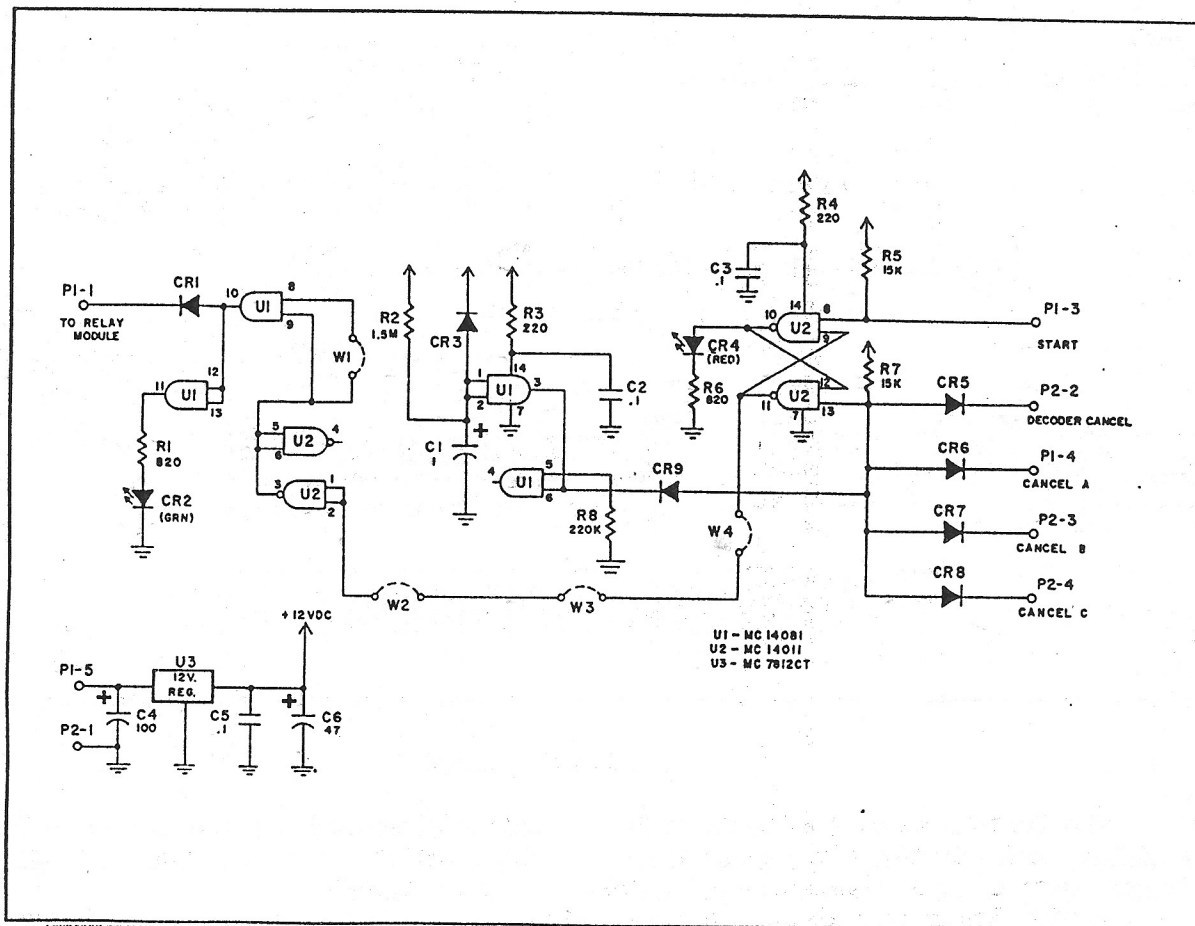 P1-1
TO RELAY
MODULE
CR1
10
U1
8
9
W1
11
U1
12
13
R1
820
CR2
(GRN)
5
6
U2
4
3
U2
1
2
W2
W3
R2
1.5M
CR3
R3
220
1
2
14
U1
3
7
C2
.1
C1
1
4
U1
5
6
R8
220K
CR9
R4
220
C3
.1
14
10
U2
8
9
CR4
(RED)
R6
820
11
U2
12
13
7
W4
R5
15K
P1-3
START
R7
15K
CR5
P2-2
DECODER CANCEL
CR6
P1-4
CANCEL A
CR7
P2-3
CANCEL B
CR8
P2-4
CANCEL C
U1-MC 14081
U2-MC 14011
U3-MC 7812CT
+12VDC
P1-5
U3
12V.
REG.
C4
100
C5
.1
C6
47
P2-1